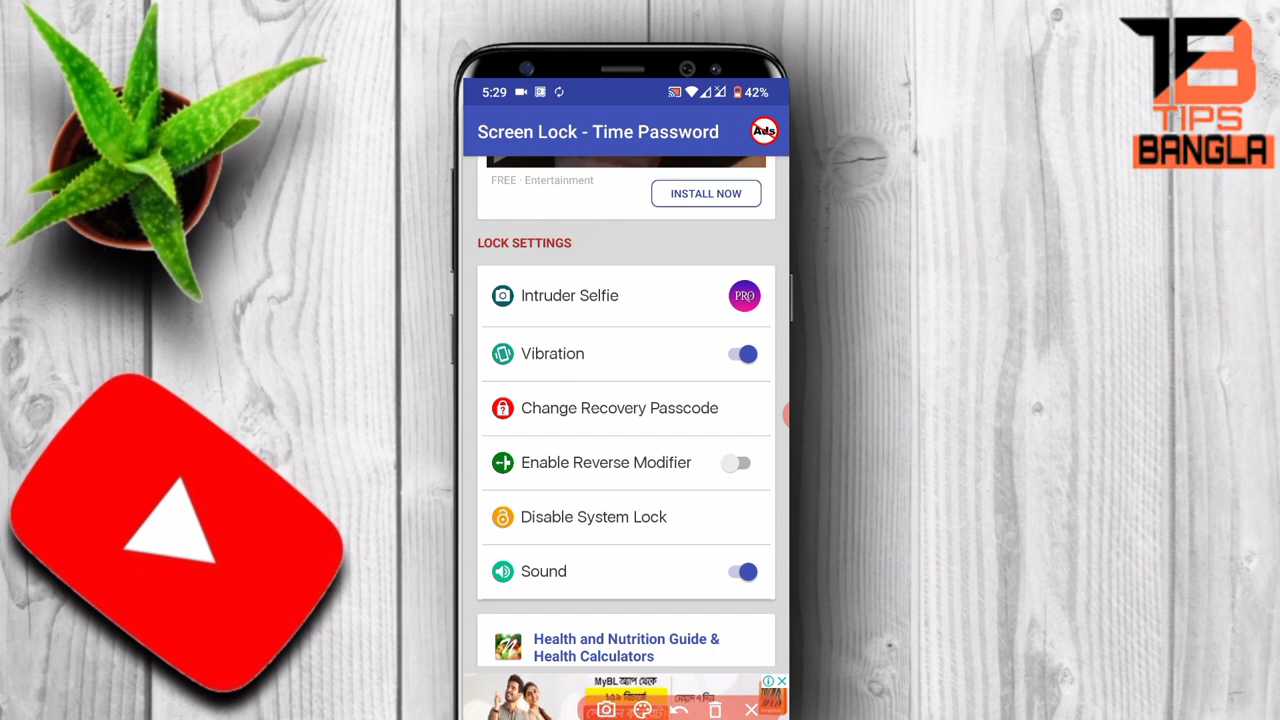 5:29
42%
Screen Lock - Time Password
Ads
FREE · Entertainment
INSTALL NOW
LOCK SETTINGS
Intruder Selfie
PRO
Vibration
Change Recovery Passcode
Enable Reverse Modifier
Disable System Lock
Sound
Health and Nutrition Guide &
Health Calculators
MyBL অ্যাপ থেকে
TB
TIPS
BANGLA